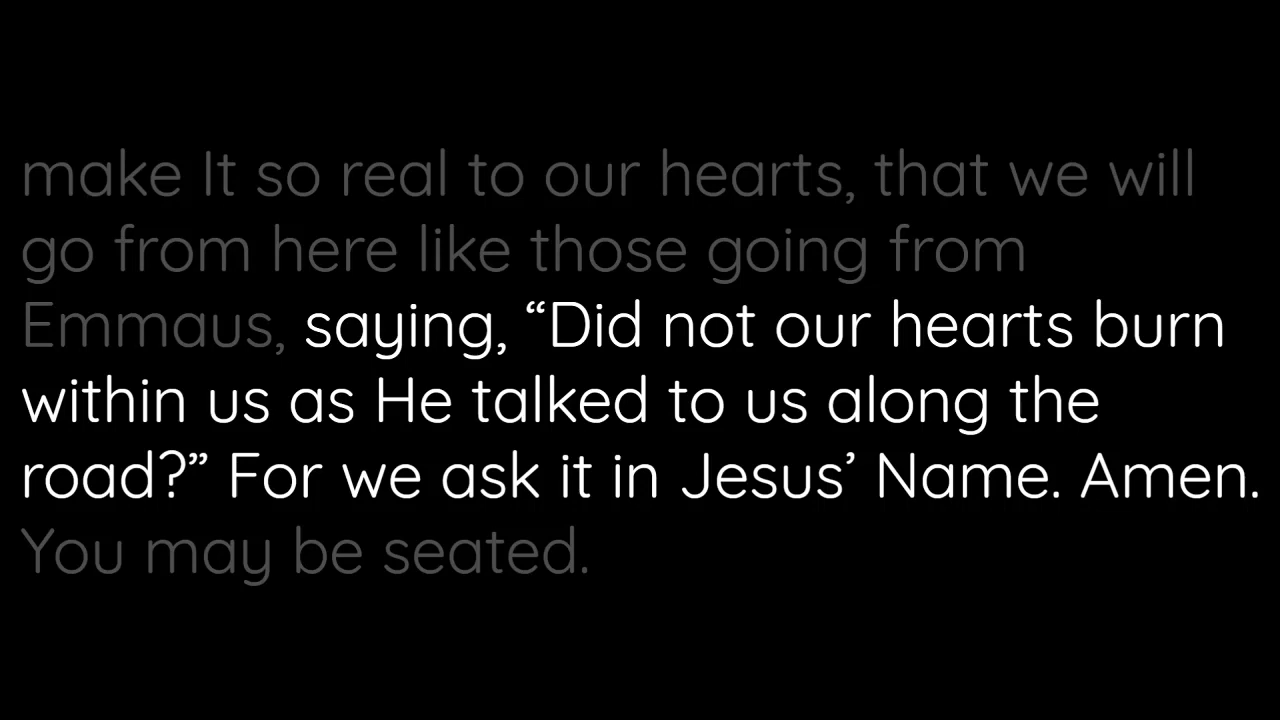 make It so real to our hearts, that we will
go from here like those going from
Emmaus, saying, “Did not our hearts burn
within us as He talked to us along the
road?” For we ask it in Jesus’ Name. Amen.
You may be seated.